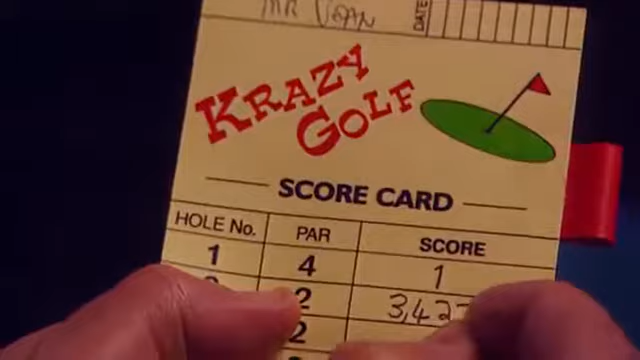 MR BEAN DATE
KRAZY
GOLF
SCORE CARD
HOLE No. PAR SCORE
1 4 1
2 3,42
2